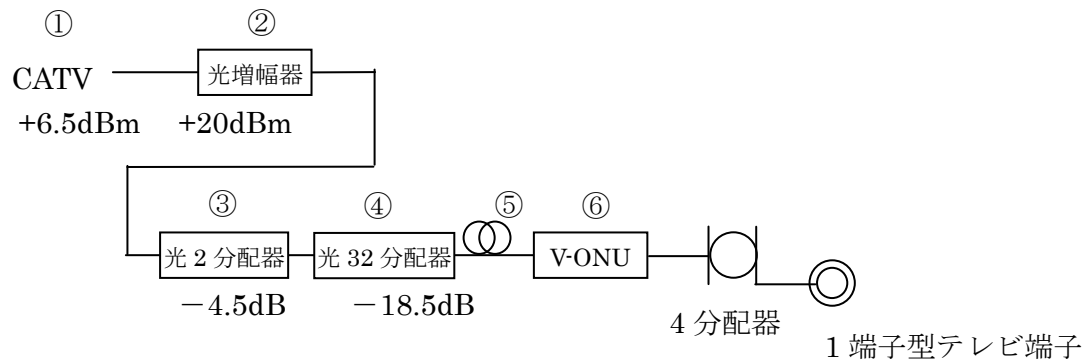 ① ②
CATV 光増幅器
+6.5dBm +20dBm
③ ④ ⑤ ⑥
光 2 分配器 光 32 分配器 V-ONU
－4.5dB －18.5dB
4 分配器
1 端子型テレビ端子